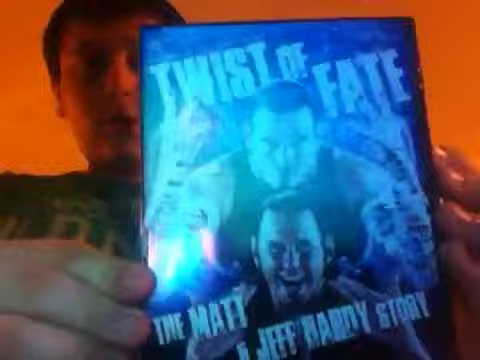 TWIST OF
FATE
THE MATT
& JEFF HARDY STORY